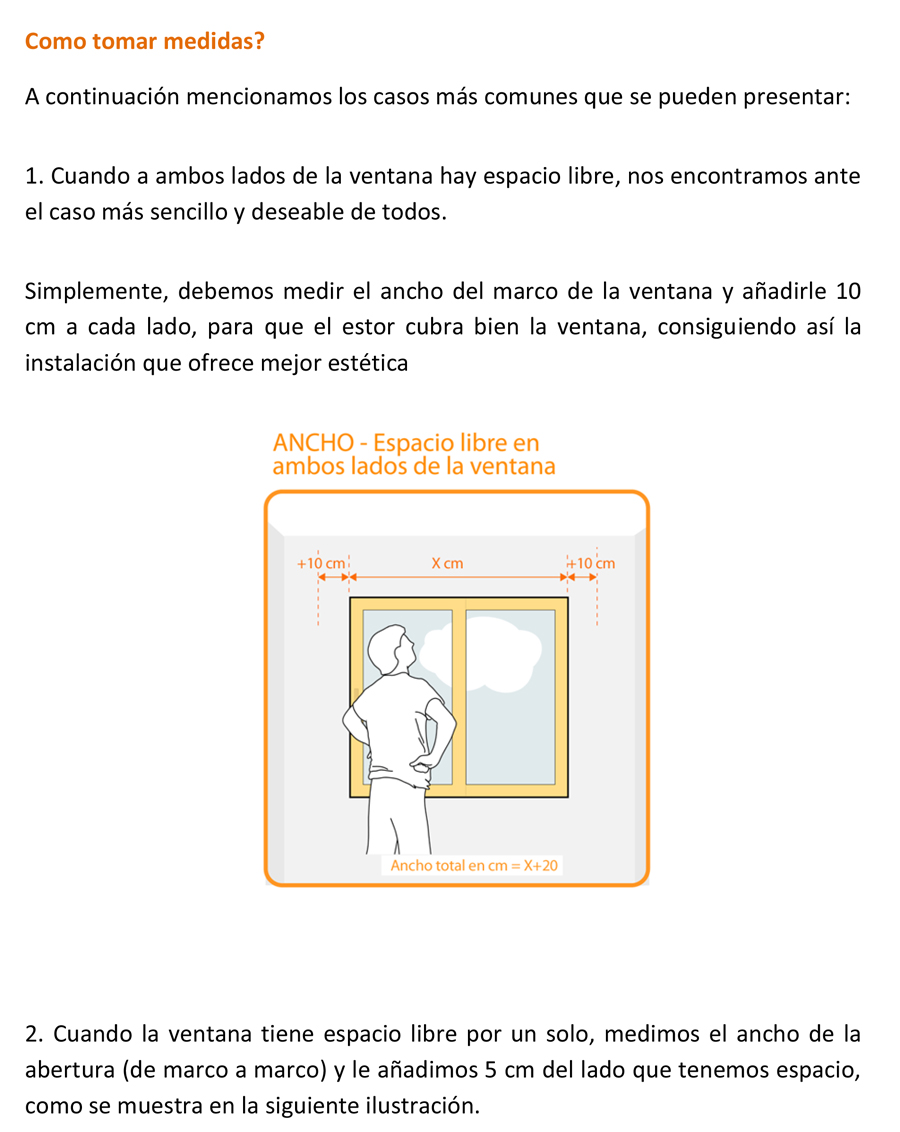 Como tomar medidas?
A continuación mencionamos los casos más comunes que se pueden presentar:
1. Cuando a ambos lados de la ventana hay espacio libre, nos encontramos ante
el caso más sencillo y deseable de todos.
Simplemente, debemos medir el ancho del marco de la ventana y añadirle 10
cm a cada lado, para que el estor cubra bien la ventana, consiguiendo así la
instalación que ofrece mejor estética
ANCHO - Espacio libre en
ambos lados de la ventana
+10 cm X cm +10 cm
Ancho total en cm = X+20
2. Cuando la ventana tiene espacio libre por un solo, medimos el ancho de la
abertura (de marco a marco) y le añadimos 5 cm del lado que tenemos espacio,
como se muestra en la siguiente ilustración.